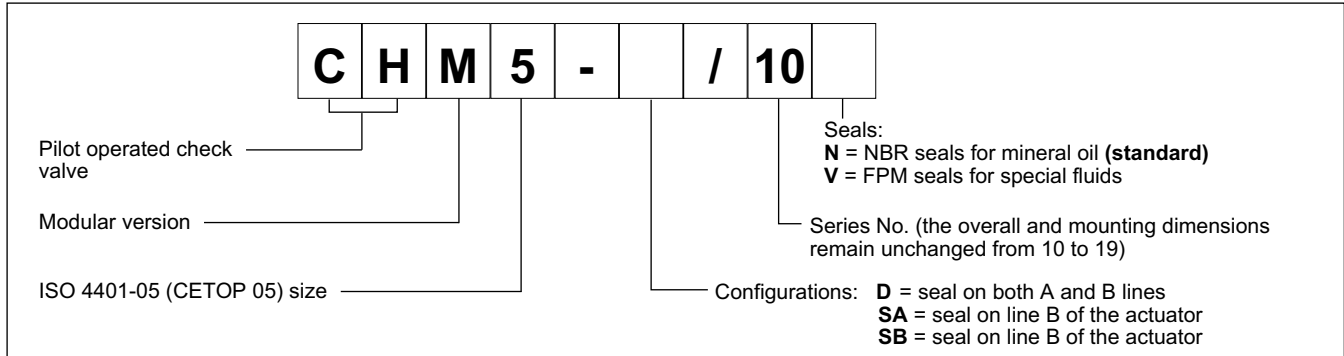 C H M 5 - / 10
Pilot operated check
valve
Modular version
ISO 4401-05 (CETOP 05) size
Seals:
N = NBR seals for mineral oil (standard)
V = FPM seals for special fluids
Series No. (the overall and mounting dimensions
remain unchanged from 10 to 19)
Configurations: D = seal on both A and B lines
SA = seal on line B of the actuator
SB = seal on line B of the actuator